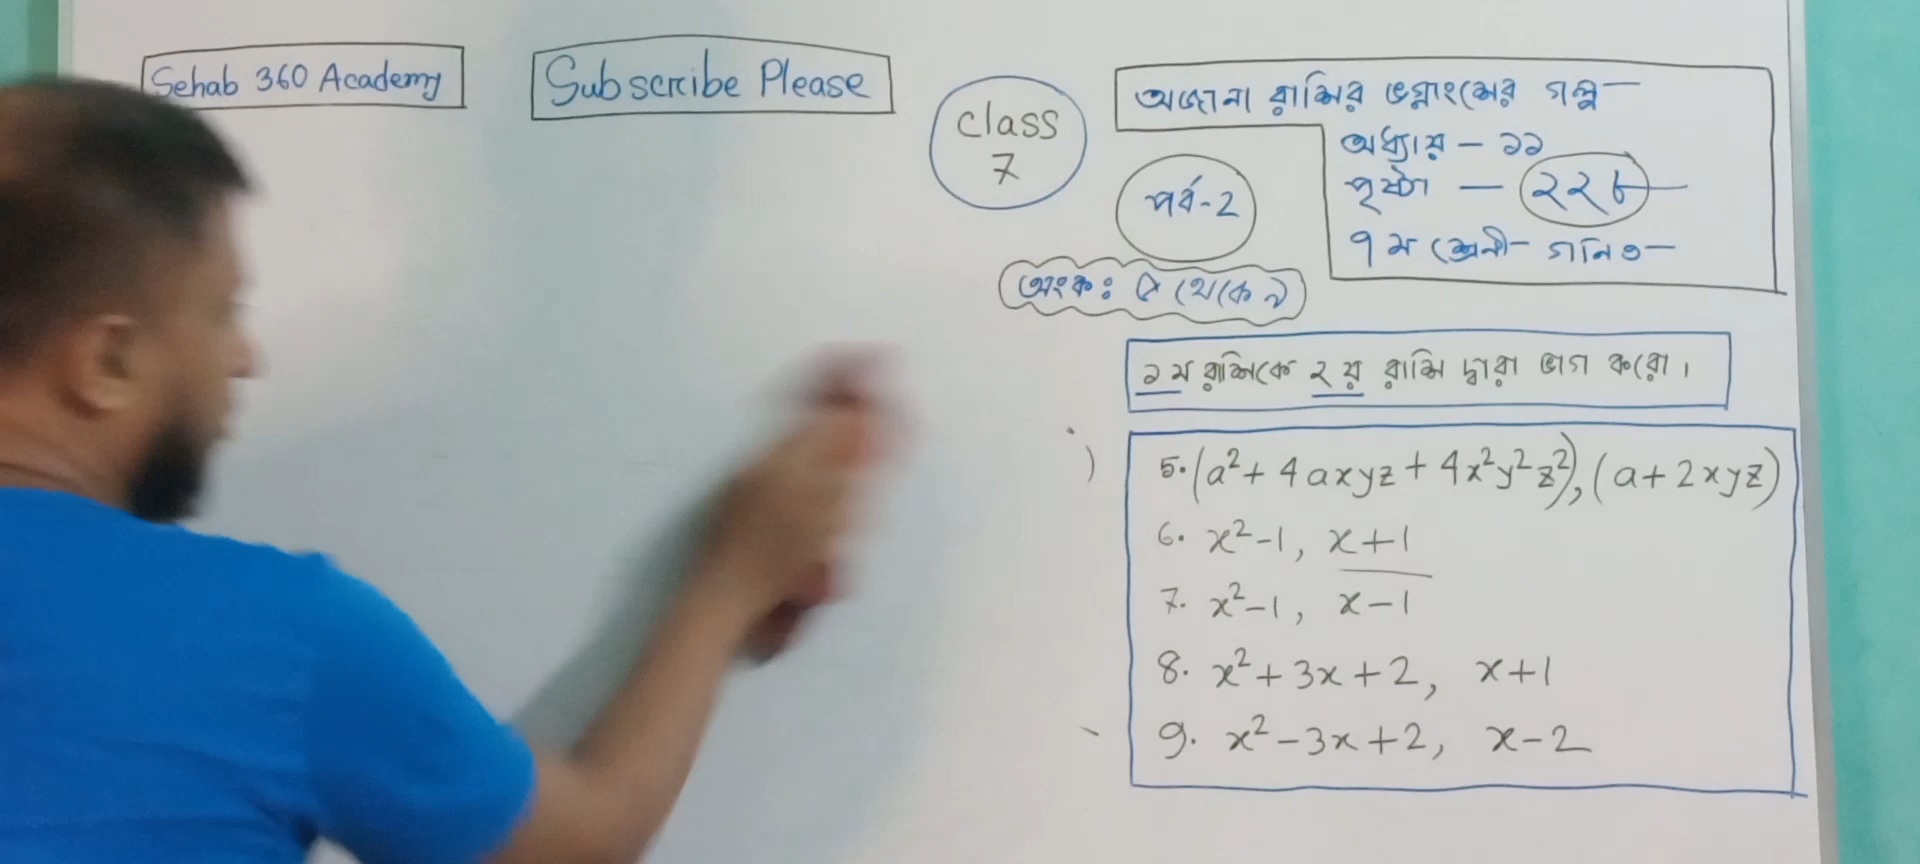 Sehab 360 Academy
Subscribe Please
class
7
অজানা রাশির ভগ্নাংশের গল্প
অধ্যায় - ১১
পৃষ্টা - ২২৮
৭ম শ্রেনী গনিত
পর্ব-2
অংক: ৫ থেকে ৯
১ম রাশিকে ২য় রাশি দ্বারা ভাগ করো।
5. (a²+4axyz+4x²y²z²), (a+2xyz)
6. x²-1, x+1
7. x²-1, x-1
8. x²+3x+2, x+1
9. x²-3x+2, x-2